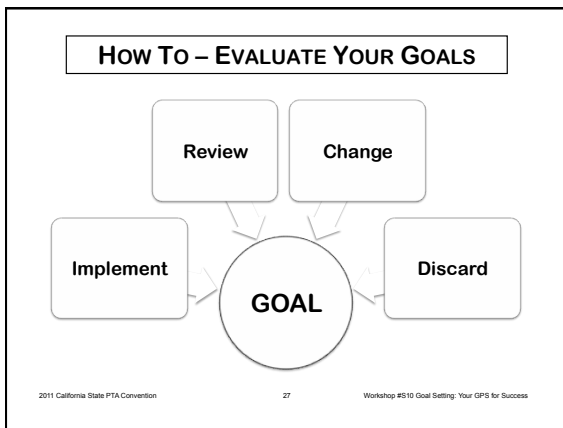 HOW TO – EVALUATE YOUR GOALS
Review
Change
Implement
Discard
GOAL
2011 California State PTA Convention
27
Workshop #S10 Goal Setting: Your GPS for Success